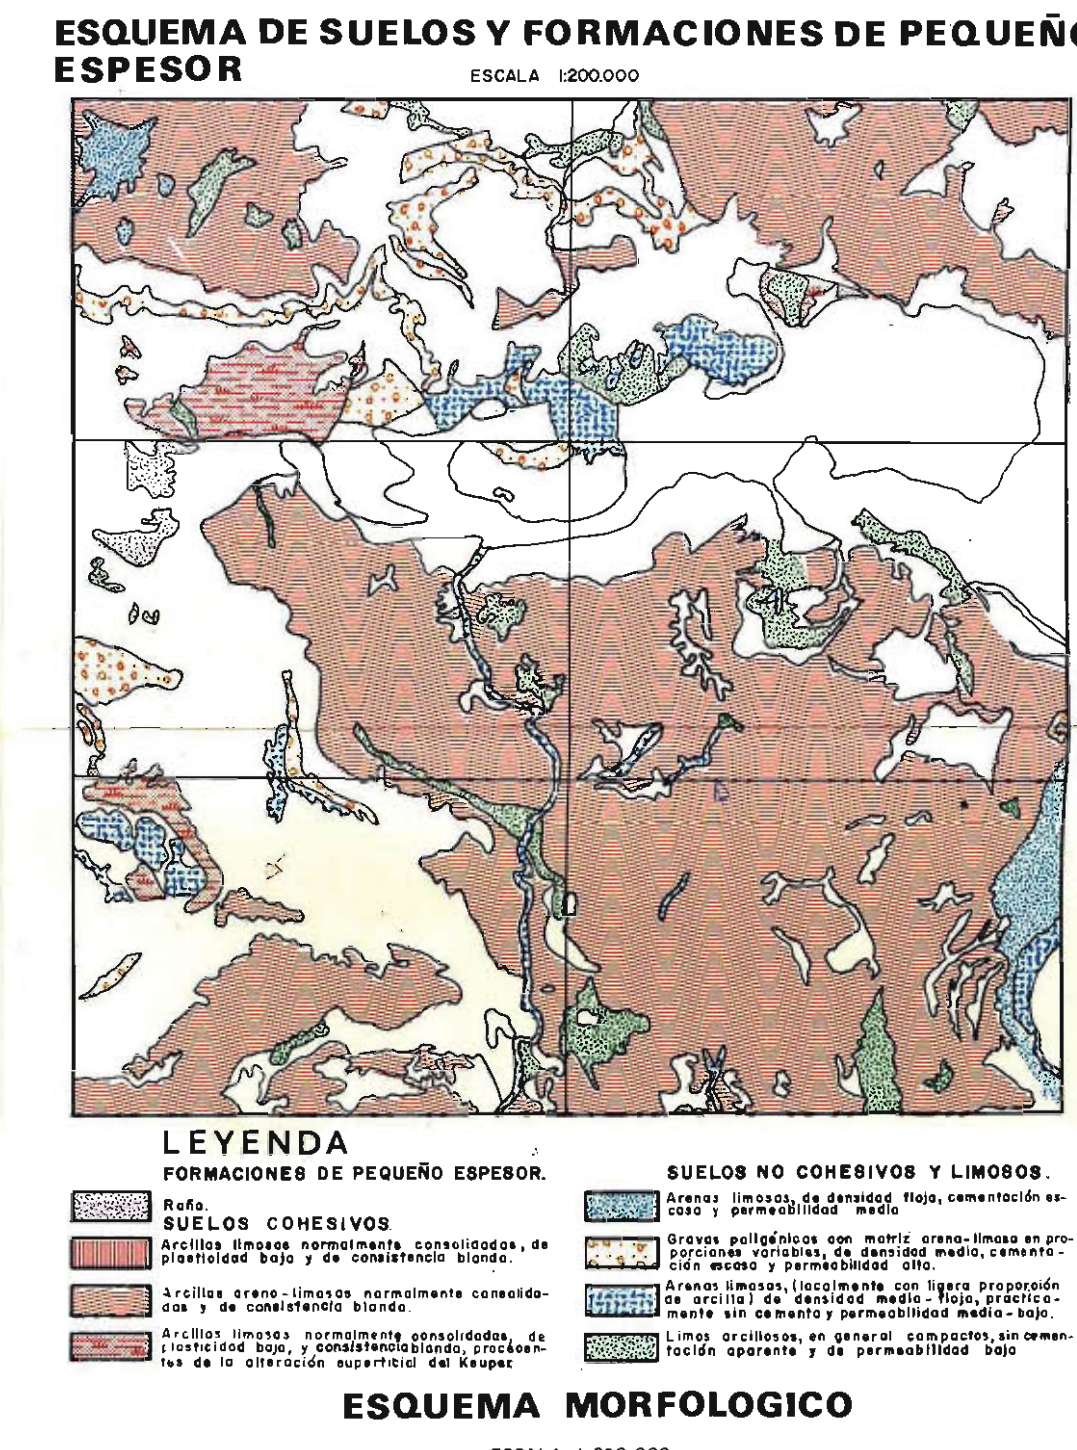 ESQUEMA DE SUELOS Y FORMACIONES DE PEQUEÑO
ESPESOR
ESCALA 1:200.000
LEYENDA
FORMACIONES DE PEQUEÑO ESPESOR.
Raña.
SUELOS COHESIVOS.
Arcillas limosas normalmente consolidadas, de
plasticidad baja y de consistencia blanda.
Arcillas areno-limosas normalmente consolida-
das y de consistencia blanda.
Arcillas limosas normalmente consolidadas, de
plasticidad baja, y consistencia blanda, proceden-
tes de la alteración superficial del Keuper
SUELOS NO COHESIVOS Y LIMOSOS.
Arenas limosas, de densidad floja, cementación es-
casa y permeabilidad media
Gravas poligénicas con matriz areno-limosa en pro-
porciones variables, de densidad media, cementa-
ción escasa y permeabilidad alta.
Arenas limosas, (localmente con ligera proporción
de arcilla) de densidad media-floja, practica-
mente sin cemento y permeabilidad media-baja.
Limos arcillosos, en general compactos, sin cemen-
tación aparente y de permeabilidad baja
ESQUEMA MORFOLOGICO